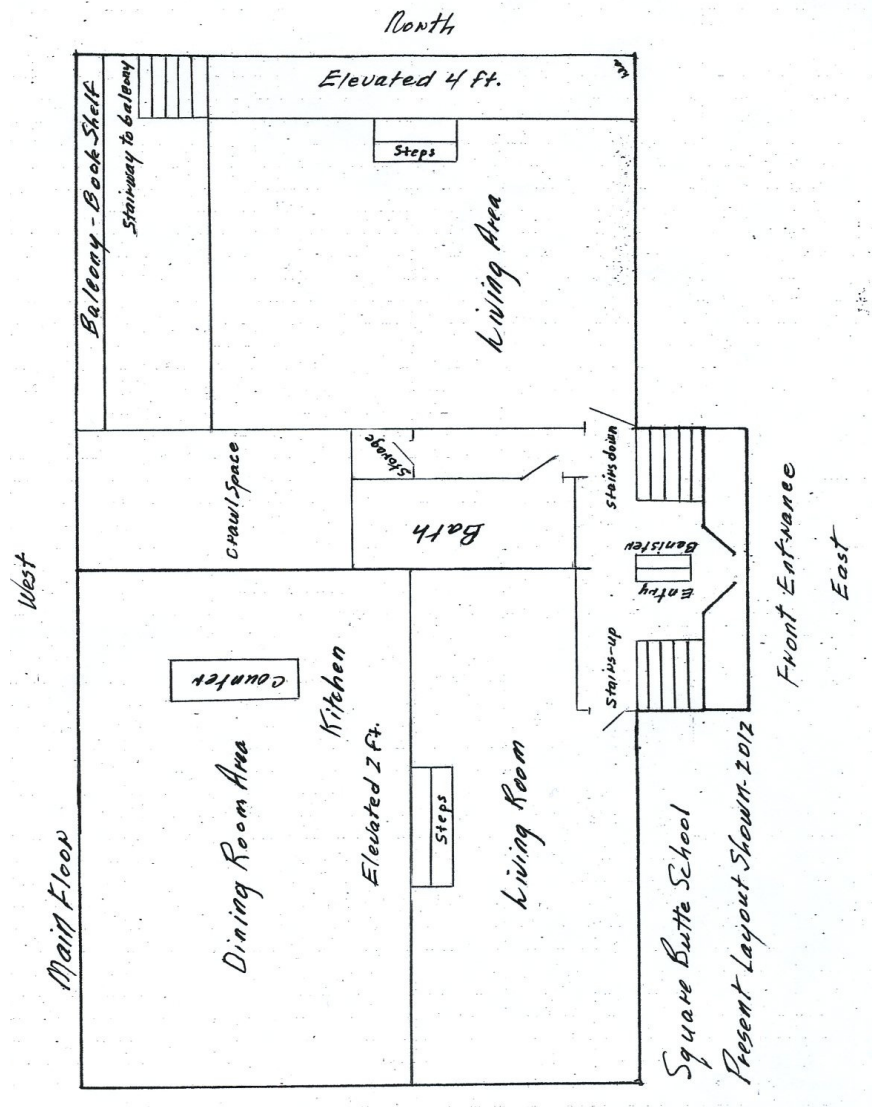 North
Elevated 4 ft.
Steps
Balcony - Book Shelf
Stairway to balcony
Living Area
Crawl Space
Storage
Bath
Stairs down
Banister
Entry
Stairs-up
Front Entrance
East
West
Main Floor
Counter
Kitchen
Dining Room Area
Elevated 2 Ft.
Steps
Living Room
Square Butte School
Present Layout Shown-2012